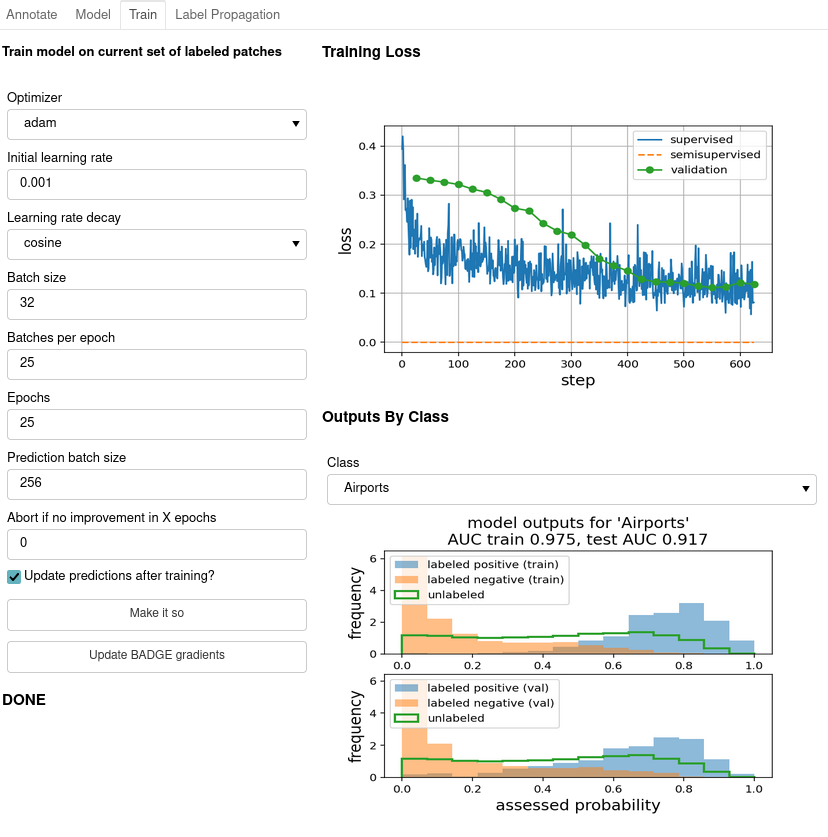 Annotate Model Train Label Propagation
Train model on current set of labeled patches
Optimizer
adam
Initial learning rate
0.001
Learning rate decay
cosine
Batch size
32
Batches per epoch
25
Epochs
25
Prediction batch size
256
Abort if no improvement in X epochs
0
Update predictions after training?
Make it so
Update BADGE gradients
DONE
Training Loss
supervised
semisupervised
validation
0.4
0.3
0.2
0.1
0.0
loss
0 100 200 300 400 500 600
step
Outputs By Class
Class
Airports
model outputs for 'Airports'
AUC train 0.975, test AUC 0.917
labeled positive (train)
labeled negative (train)
unlabeled
6
4
2
0
frequency
0.0 0.2 0.4 0.6 0.8 1.0
labeled positive (val)
labeled negative (val)
unlabeled
6
4
2
0
frequency
0.0 0.2 0.4 0.6 0.8 1.0
assessed probability